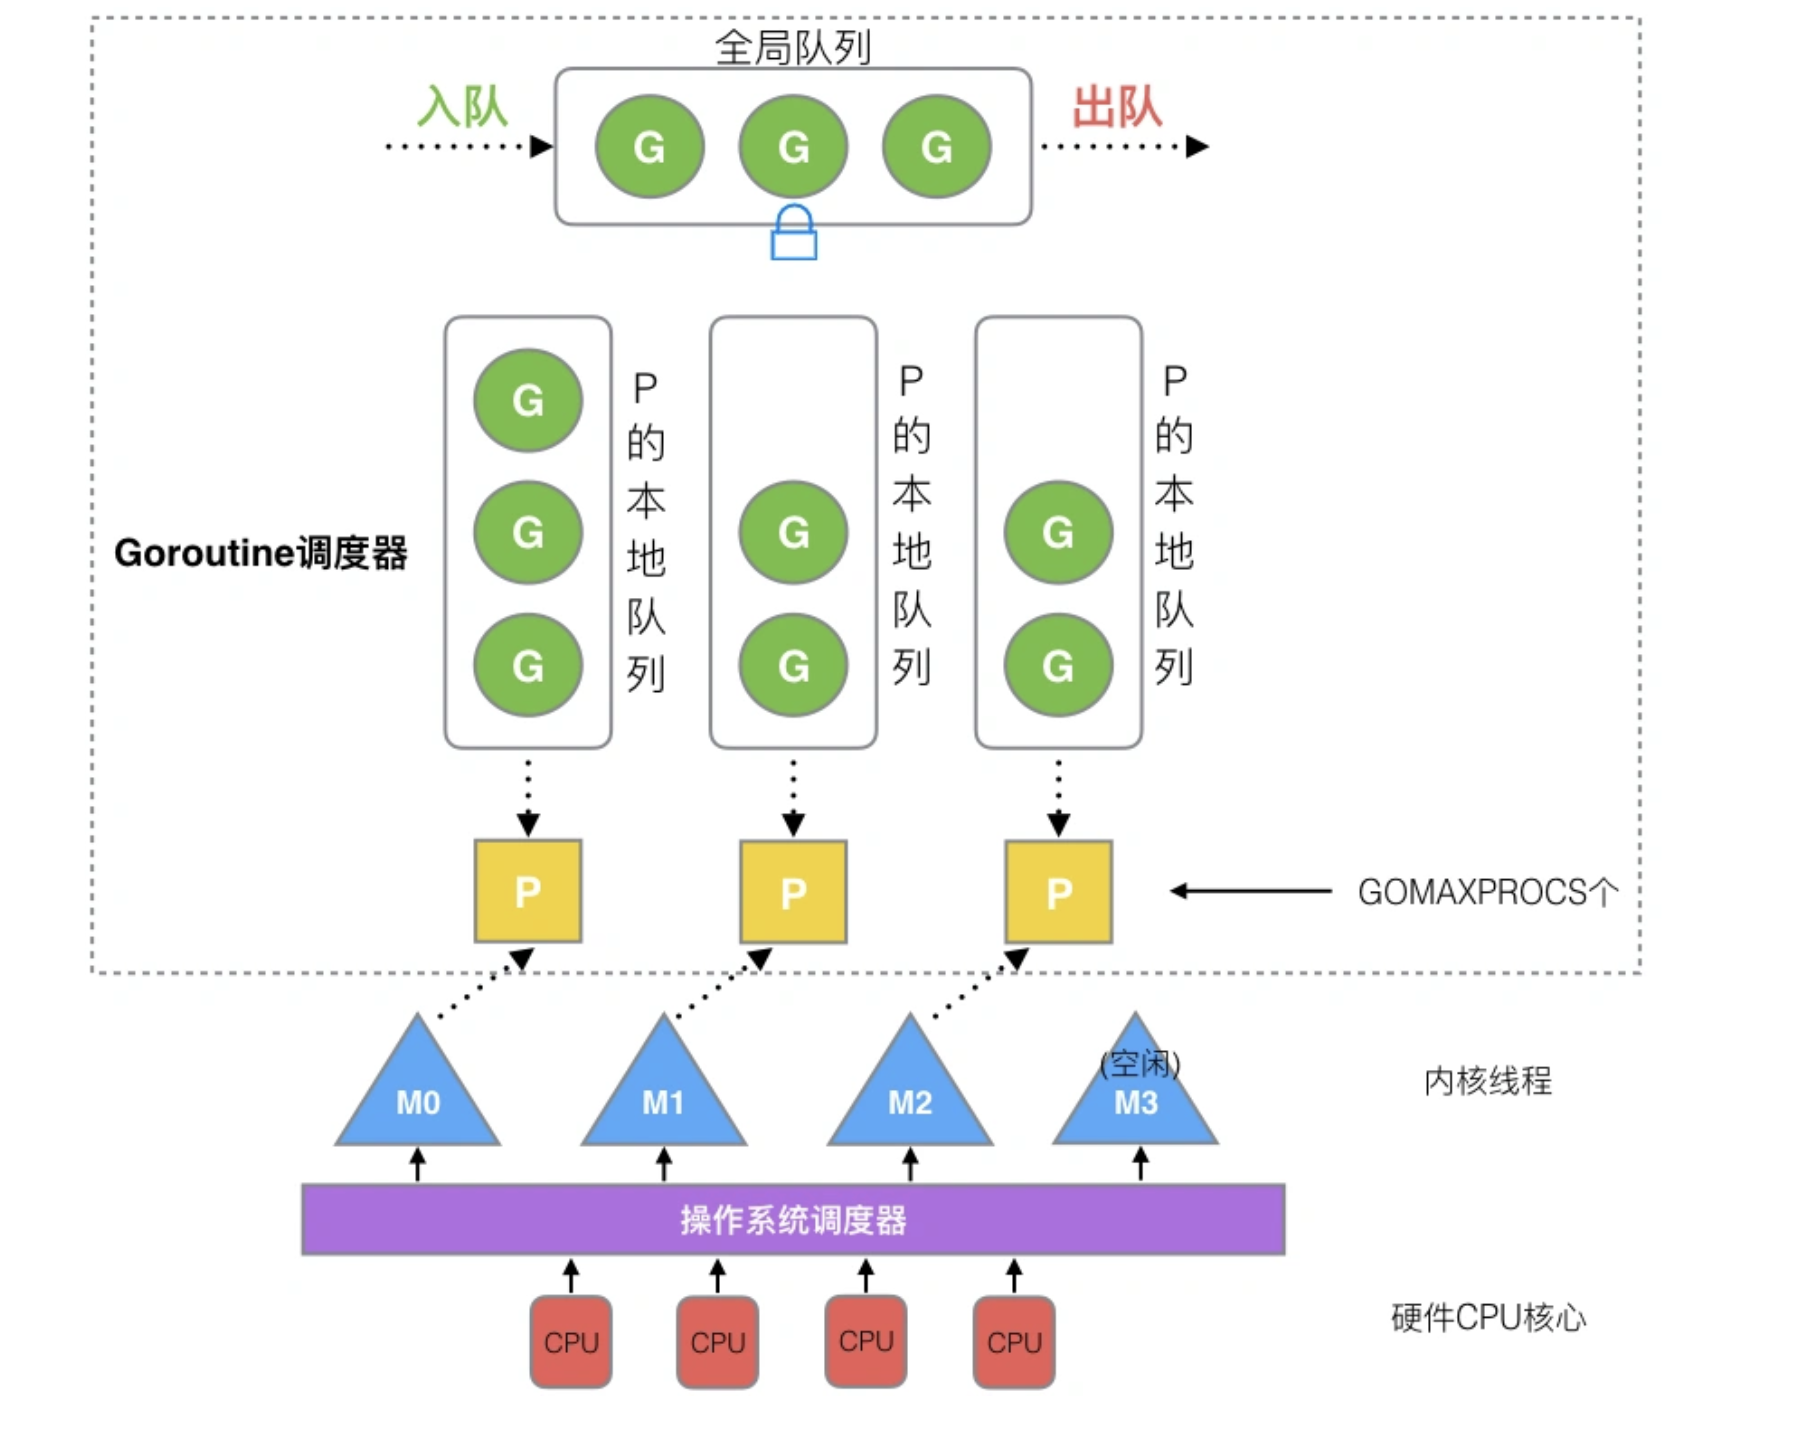 全局队列
入队
出队
G G G
G
G
G
P的本地队列
G
G
P的本地队列
G
G
P的本地队列
Goroutine调度器
P P P
GOMAXPROCS个
(空闲)
M0 M1 M2 M3
内核线程
操作系统调度器
CPU CPU CPU CPU
硬件CPU核心